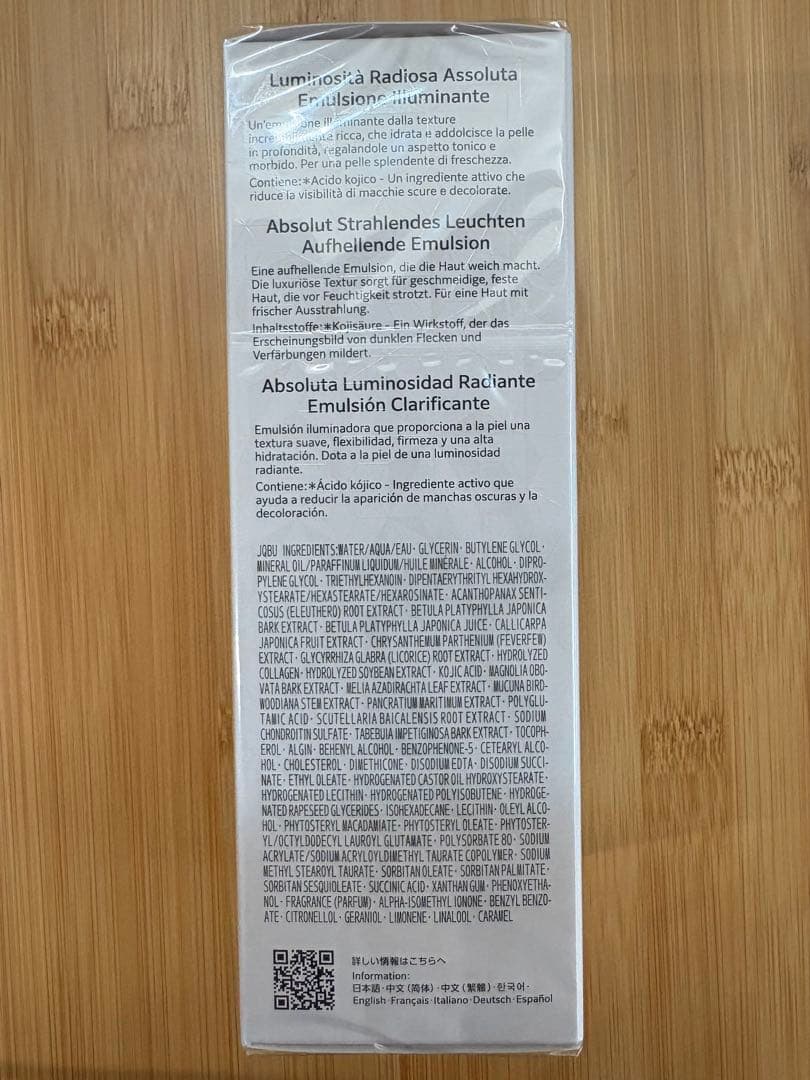 Luminosità Radiosa Assoluta
Emulsione Illuminante
Un'emulsione illuminante dalla texture
incredibilmente ricca, che idrata e addolcisce la pelle
in profondità, regalandole un aspetto tonico e
morbido. Per una pelle splendente di freschezza.
Contiene:*Acido kojico - Un ingrediente attivo che
riduce la visibilità di macchie scure e decolorate.
Absolut Strahlendes Leuchten
Aufhellende Emulsion
Eine aufhellende Emulsion, die die Haut weich macht.
Die luxuriöse Textur sorgt für geschmeidige, feste
Haut, die vor Feuchtigkeit strotzt. Für eine Haut mit
frischer Ausstrahlung.
Inhaltsstoffe:*Kojisäure - Ein Wirkstoff, der das
Erscheinungsbild von dunklen Flecken und
Verfärbungen mildert.
Absoluta Luminosidad Radiante
Emulsión Clarificante
Emulsión iluminadora que proporciona a la piel una
textura suave, flexibilidad, firmeza y una alta
hidratación. Dota a la piel de una luminosidad
radiante.
Contiene:*Ácido kójico - Ingrediente activo que
ayuda a reducir la aparición de manchas oscuras y la
decoloración.
JQBU INGREDIENTS:WATER/AQUA/EAU· GLYCERIN· BUTYLENE GLYCOL·
MINERAL OIL/PARAFFINUM LIQUIDUM/HUILE MINÉRALE· ALCOHOL· DIPRO-
PYLENE GLYCOL· TRIETHYLHEXANOIN· DIPENTAERYTHRITYL HEXAHYDROX-
YSTEARATE/HEXASTEARATE/HEXAROSINATE· ACANTHOPANAX SENTI-
COSUS (ELEUTHERO) ROOT EXTRACT· BETULA PLATYPHYLLA JAPONICA
BARK EXTRACT· BETULA PLATYPHYLLA JAPONICA JUICE· CALLICARPA
JAPONICA FRUIT EXTRACT· CHRYSANTHEMUM PARTHENIUM (FEVERFEW)
EXTRACT· GLYCYRRHIZA GLABRA (LICORICE) ROOT EXTRACT· HYDROLYZED
COLLAGEN· HYDROLYZED SOYBEAN EXTRACT· KOJIC ACID· MAGNOLIA OBO-
VATA BARK EXTRACT· MELIA AZADIRACHTA LEAF EXTRACT· MUCUNA BIRD-
WOODIANA STEM EXTRACT· PANCRATIUM MARITIMUM EXTRACT· POLYGLU-
TAMIC ACID· SCUTELLARIA BAICALENSIS ROOT EXTRACT· SODIUM
CHONDROITIN SULFATE· TABEBUIA IMPETIGINOSA BARK EXTRACT· TOCOPH-
EROL· ALGIN· BEHENYL ALCOHOL· BENZOPHENONE-5· CETEARYL ALCO-
HOL· CHOLESTEROL· DIMETHICONE· DISODIUM EDTA· DISODIUM SUCCI-
NATE· ETHYL OLEATE· HYDROGENATED CASTOR OIL HYDROXYSTEARATE·
HYDROGENATED LECITHIN· HYDROGENATED POLYISOBUTENE· HYDROGE-
NATED RAPESEED GLYCERIDES· ISOHEXADECANE· LECITHIN· OLEYL ALCO-
HOL· PHYTOSTERYL MACADAMIATE· PHYTOSTERYL OLEATE· PHYTOSTER-
YL/OCTYLDODECYL LAUROYL GLUTAMATE· POLYSORBATE 80· SODIUM
ACRYLATE/SODIUM ACRYLOYLDIMETHYL TAURATE COPOLYMER· SODIUM
METHYL STEAROYL TAURATE· SORBITAN OLEATE· SORBITAN PALMITATE·
SORBITAN SESQUIOLEATE· SUCCINIC ACID· XANTHAN GUM· PHENOXYETHA-
NOL· FRAGRANCE (PARFUM)· ALPHA-ISOMETHYL IONONE· BENZYL BENZO-
ATE· CITRONELLOL· GERANIOL· LIMONENE· LINALOOL· CARAMEL
詳しい情報はこちらへ
Information:
日本語·中文(简体)·中文(繁體)·한국어·
English·Français·Italiano·Deutsch·Español